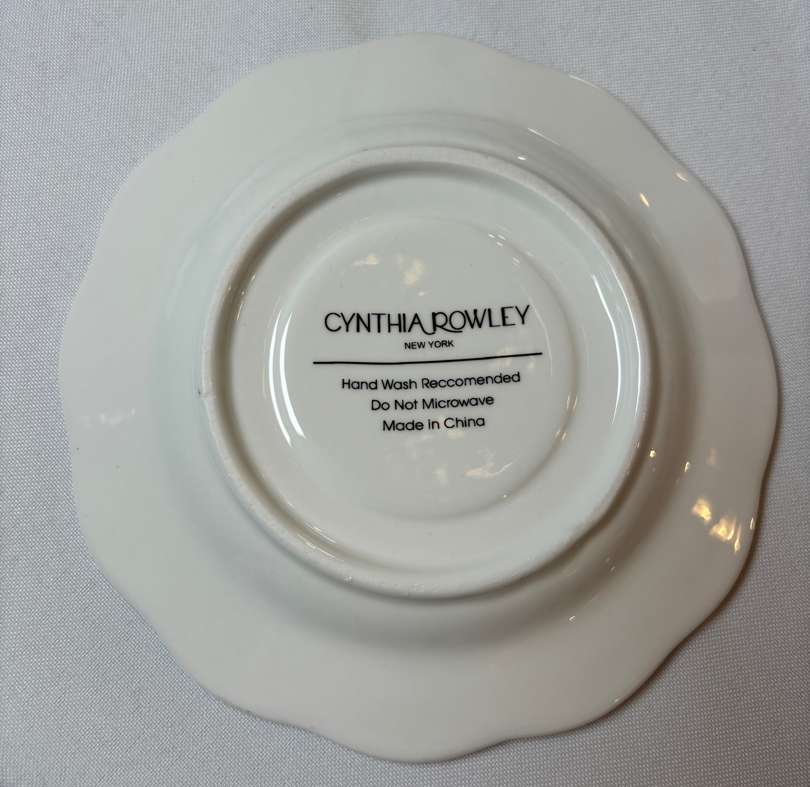 CYNTHIA ROWLEY
NEW YORK
Hand Wash Reccomended
Do Not Microwave
Made in China